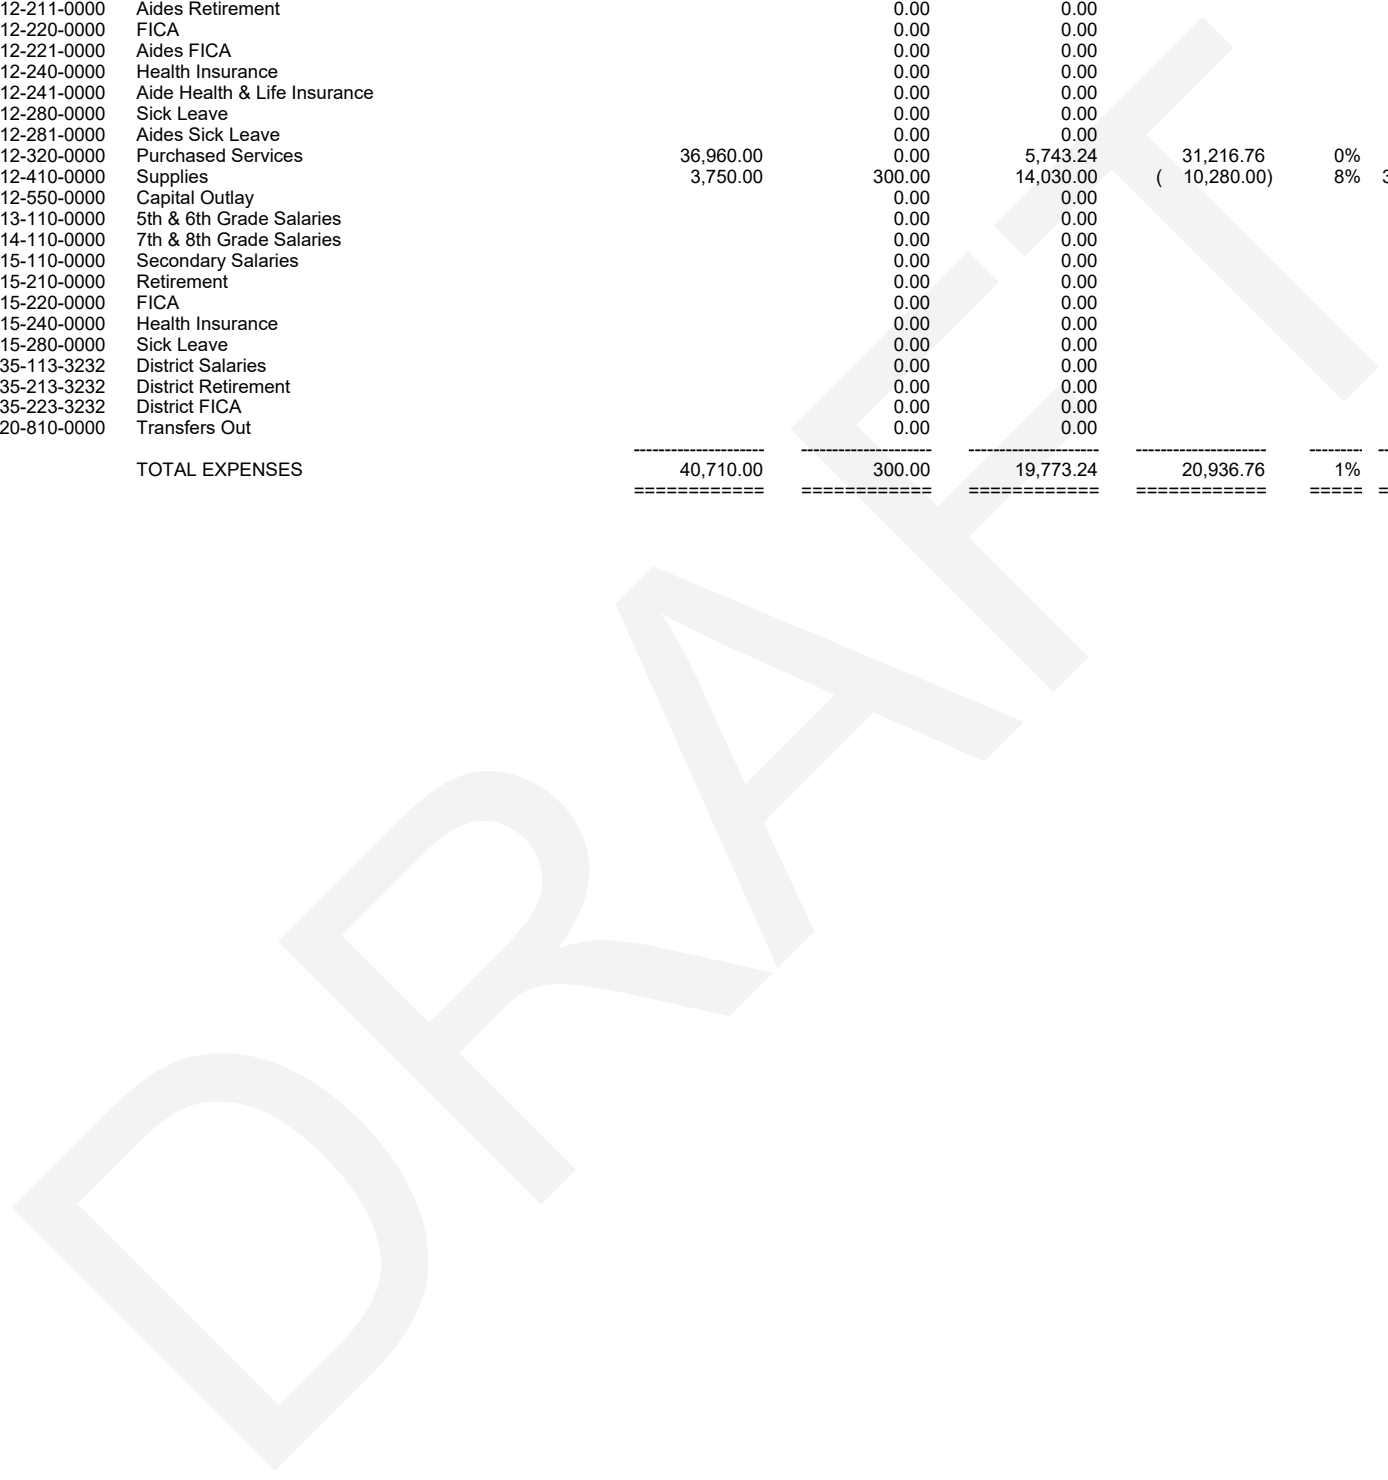 12-211-0000 Aides Retirement 0.00 0.00
12-220-0000 FICA 0.00 0.00
12-221-0000 Aides FICA 0.00 0.00
12-240-0000 Health Insurance 0.00 0.00
12-241-0000 Aide Health & Life Insurance 0.00 0.00
12-280-0000 Sick Leave 0.00 0.00
12-281-0000 Aides Sick Leave 0.00 0.00
12-320-0000 Purchased Services 36,960.00 0.00 5,743.24 31,216.76 0%
12-410-0000 Supplies 3,750.00 300.00 14,030.00 ( 10,280.00) 8%
12-550-0000 Capital Outlay 0.00 0.00
13-110-0000 5th & 6th Grade Salaries 0.00 0.00
14-110-0000 7th & 8th Grade Salaries 0.00 0.00
15-110-0000 Secondary Salaries 0.00 0.00
15-210-0000 Retirement 0.00 0.00
15-220-0000 FICA 0.00 0.00
15-240-0000 Health Insurance 0.00 0.00
15-280-0000 Sick Leave 0.00 0.00
35-113-3232 District Salaries 0.00 0.00
35-213-3232 District Retirement 0.00 0.00
35-223-3232 District FICA 0.00 0.00
20-810-0000 Transfers Out 0.00 0.00
TOTAL EXPENSES 40,710.00 300.00 19,773.24 20,936.76 1%
DRAFT